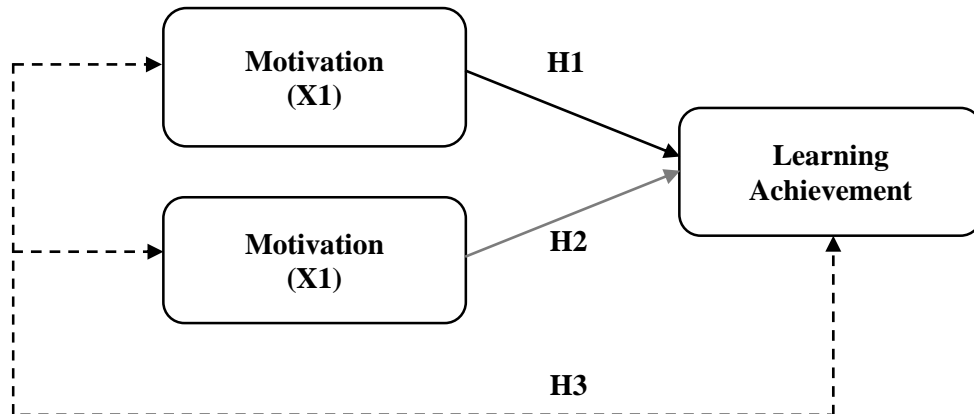 Motivation
(X1)
H1
Learning
Achievement
Motivation
(X1)
H2
H3